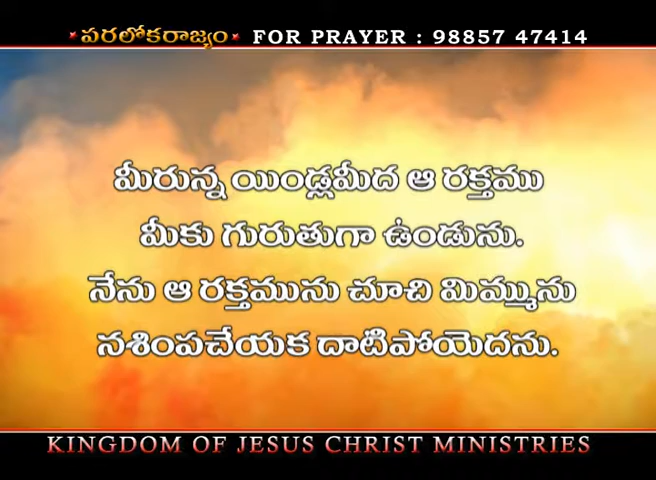 పరలోకరాజ్యం FOR PRAYER : 98857 47414
మీరున్న యిండ్లమీద ఆ రక్తము
మీకు గురుతుగా ఉండును.
నేను ఆ రక్తమును చూచి మిమ్మును
నశింపచేయక దాటిపోయెదను.
KINGDOM OF JESUS CHRIST MINISTRIES